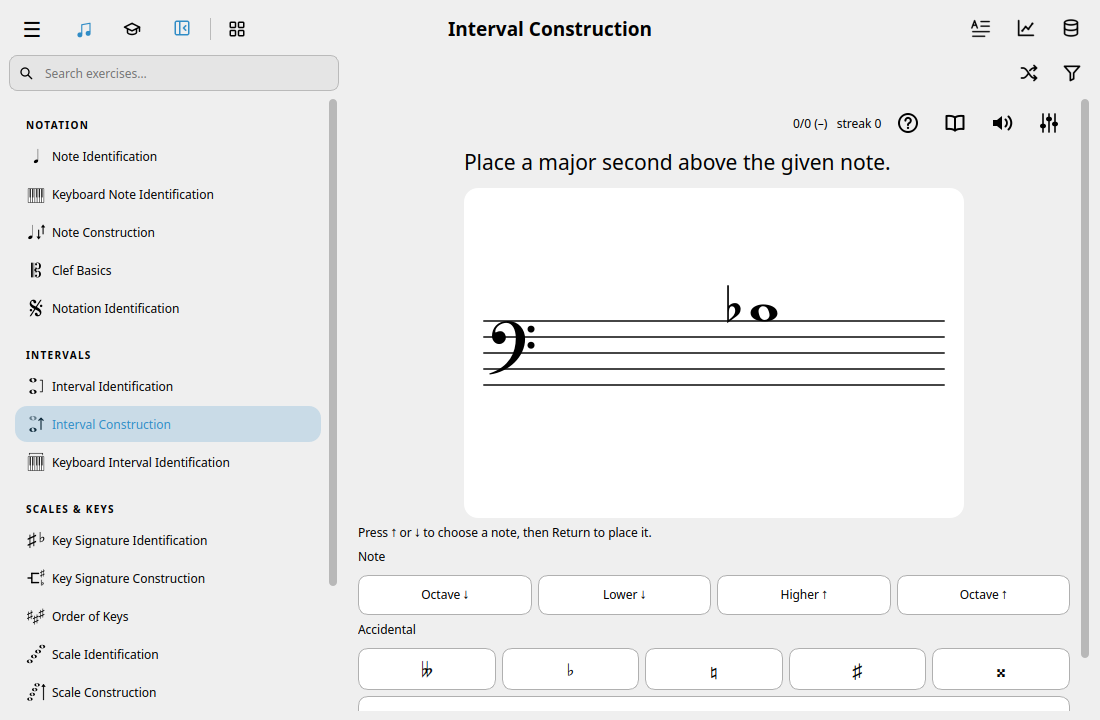 Interval Construction
Search exercises...
NOTATION
Note Identification
Keyboard Note Identification
Note Construction
Clef Basics
Notation Identification
INTERVALS
Interval Identification
Interval Construction
Keyboard Interval Identification
SCALES & KEYS
Key Signature Identification
Key Signature Construction
Order of Keys
Scale Identification
Scale Construction
0/0 (–) streak 0
Place a major second above the given note.
Press ↑ or ↓ to choose a note, then Return to place it.
Note
Octave ↓
Lower ↓
Higher ↑
Octave ↑
Accidental